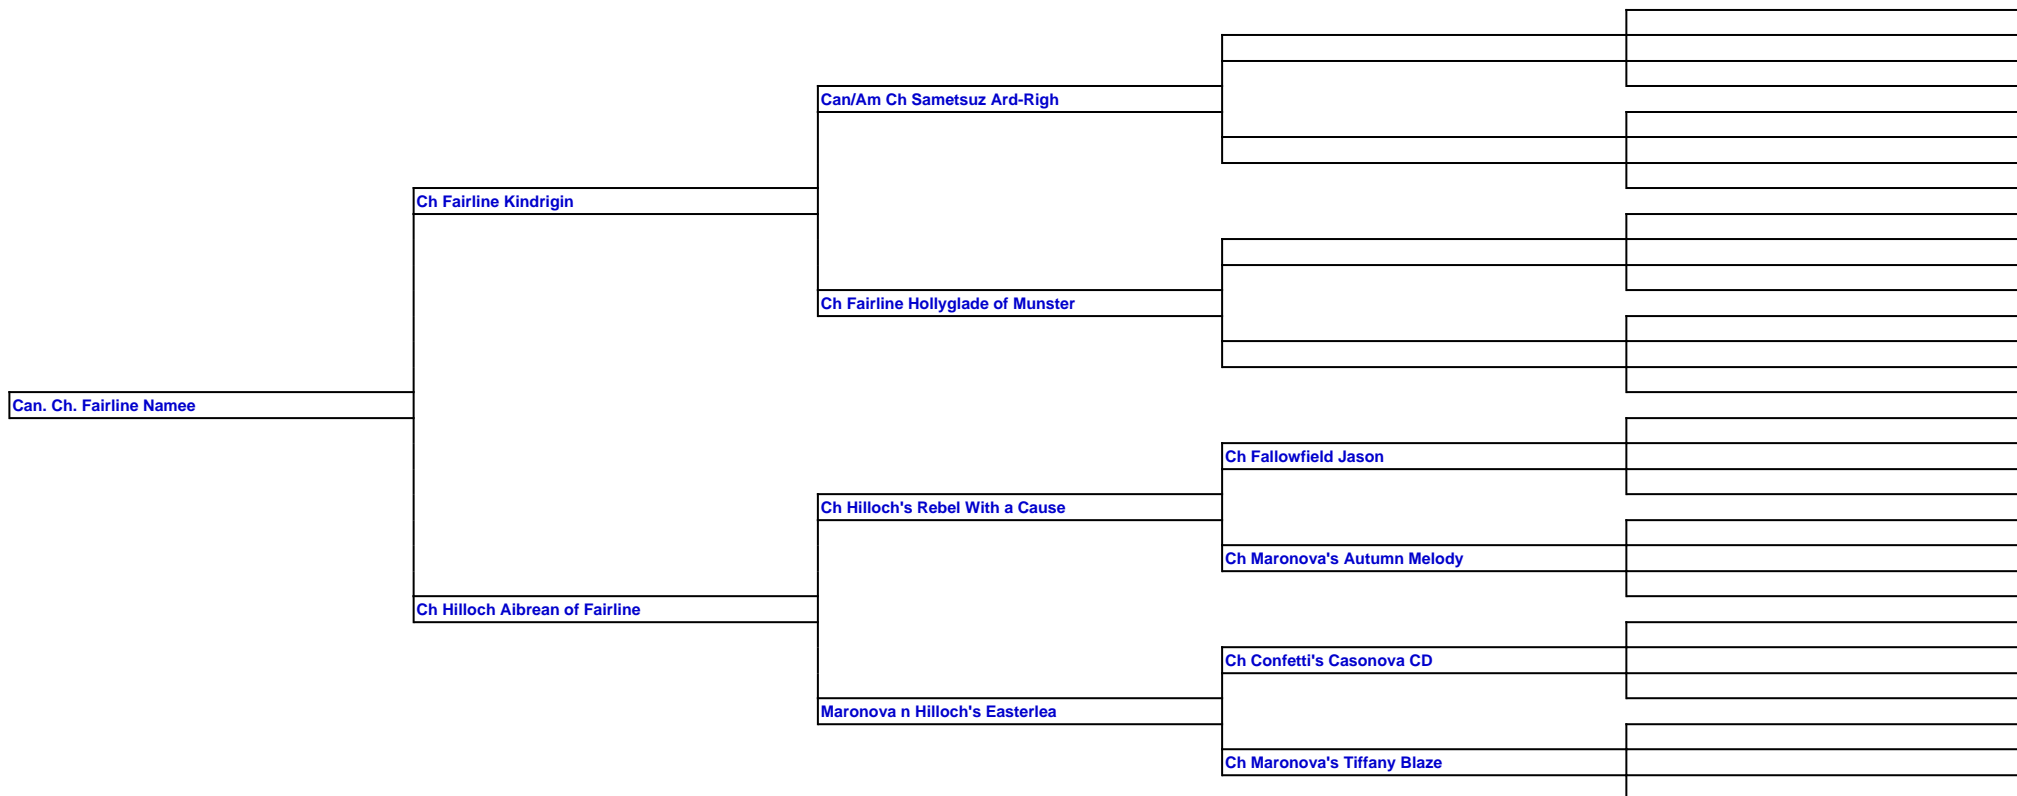 Can/Am Ch Sametsuz Ard-Righ
Ch Fairline Kindrigin
Ch Fairline Hollyglade of Munster
Can. Ch. Fairline Namee
Ch Fallowfield Jason
Ch Hilloch's Rebel With a Cause
Ch Maronova's Autumn Melody
Ch Hilloch Aibrean of Fairline
Ch Confetti's Casonova CD
Maronova n Hilloch's Easterlea
Ch Maronova's Tiffany Blaze